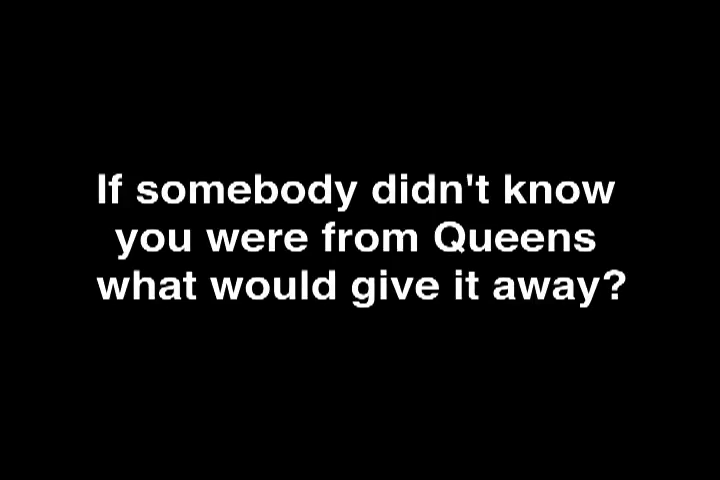 If somebody didn't know
you were from Queens
what would give it away?